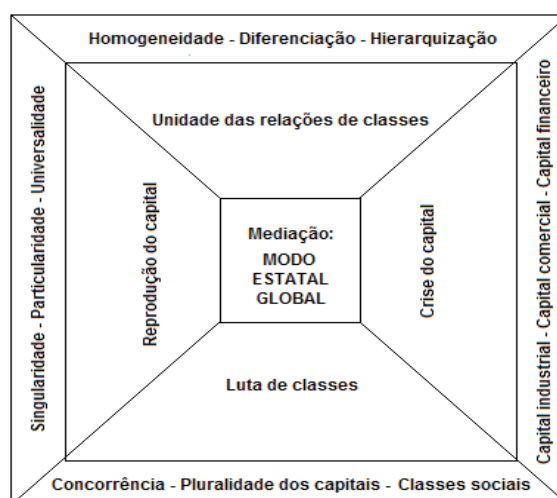 Homogeneidade - Diferenciação - Hierarquização
Unidade das relações de classes
Singularidade - Particularidade - Universalidade
Reprodução do capital
Mediação:
MODO
ESTATAL
GLOBAL
Crise do capital
Capital industrial - Capital comercial - Capital financeiro
Luta de classes
Concorrência - Pluralidade dos capitais - Classes sociais